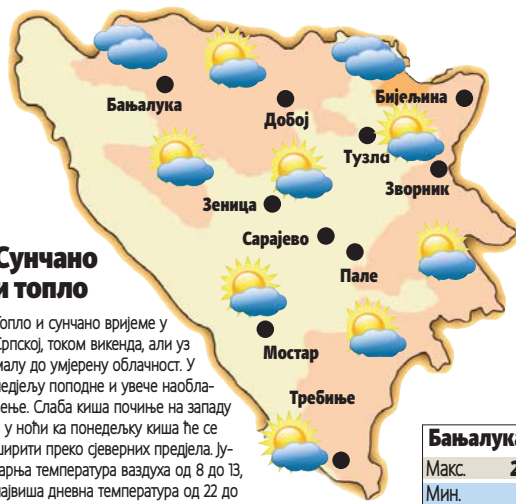 Бањалука
Добој
Бијељина
Тузла
Зворник
Зеница
Сарајево
Пале
Мостар
Требиње
Сунчано
и топло
Топло и сунчано вријеме у
Српској, током викенда, али уз
малу до умјерену облачност. У
недјељу поподне и увече наобла-
чење. Слаба киша почиње на западу
у ноћи ка понедељку киша ће се
ширити преко сјеверних предјела. Ју-
тарња температура ваздуха од 8 до 13,
највиша дневна температура од 22 до
Бањалука
Макс.
Мин.